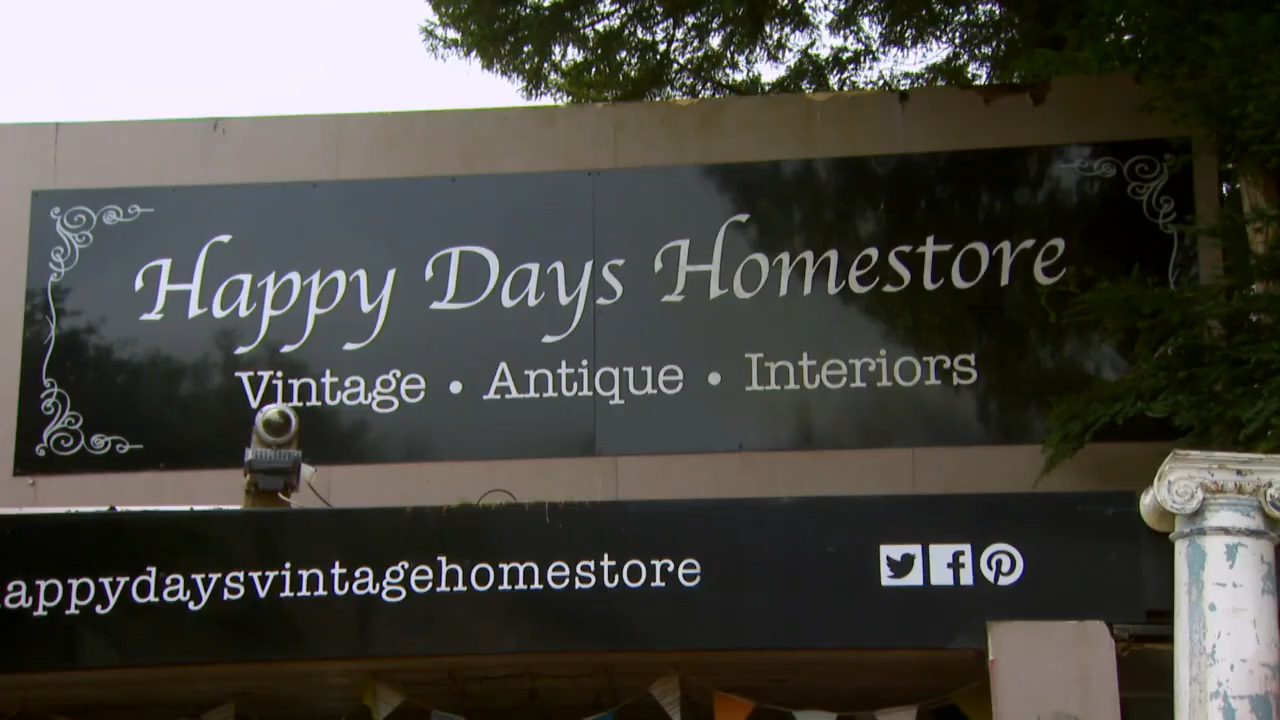 Happy Days Homestore
Vintage • Antique • Interiors
appydaysvintagehomestore